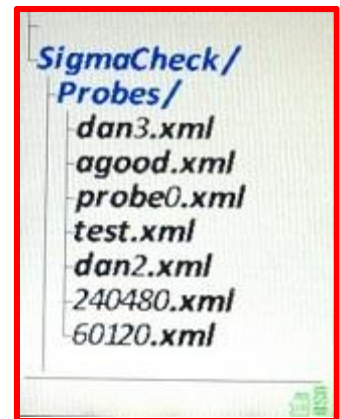 SigmaCheck/
Probes/
dan3.xml
agood.xml
probe0.xml
test.xml
dan2.xml
240480.xml
60120.xml